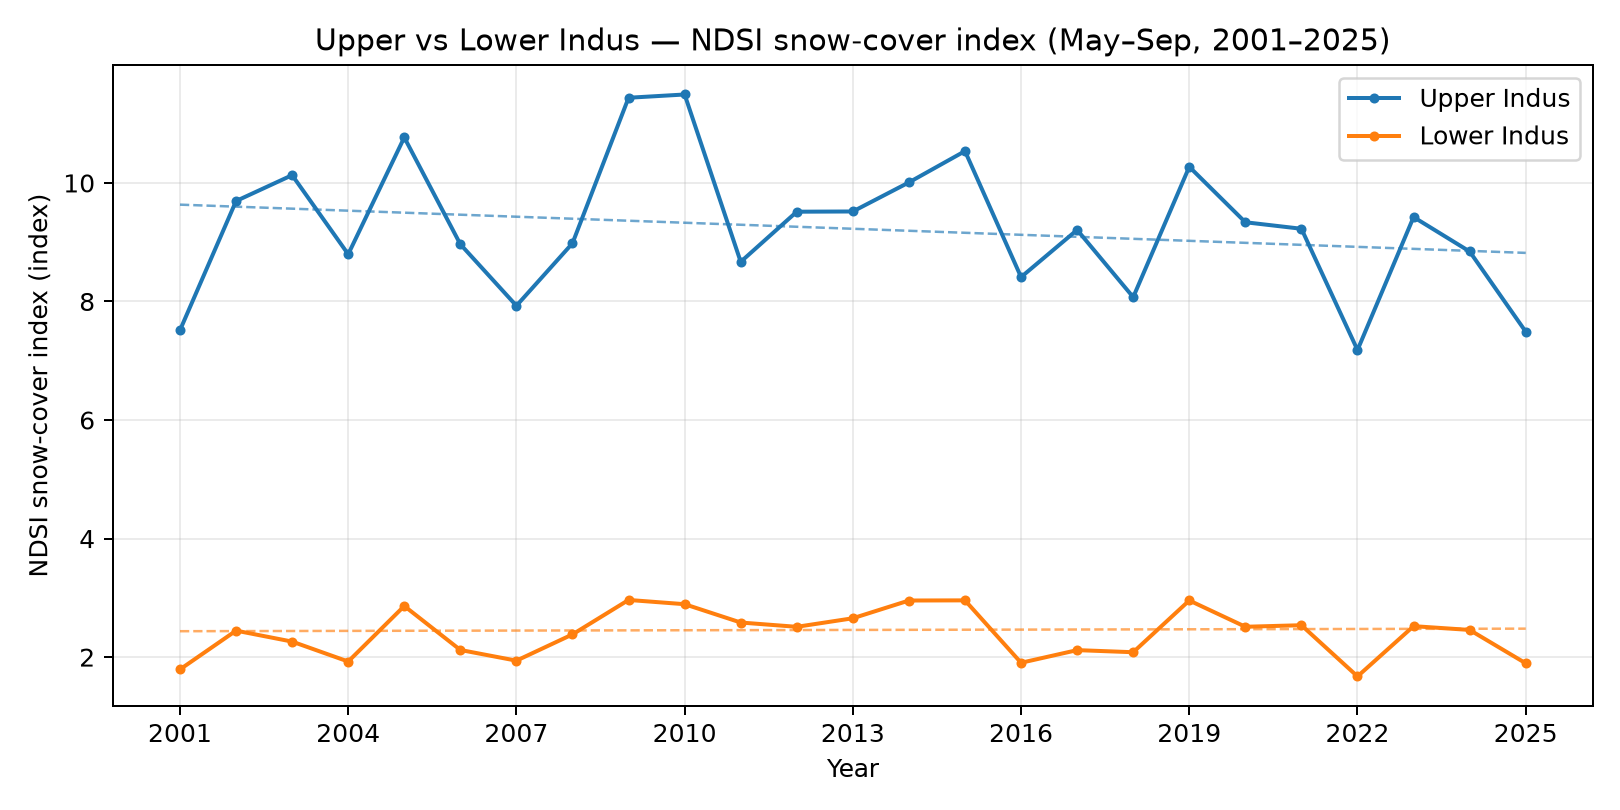 Upper vs Lower Indus — NDSI snow-cover index (May–Sep, 2001–2025)
Upper Indus
Lower Indus
NDSI snow-cover index (index)
10
8
6
4
2
2001 2004 2007 2010 2013 2016 2019 2022 2025
Year